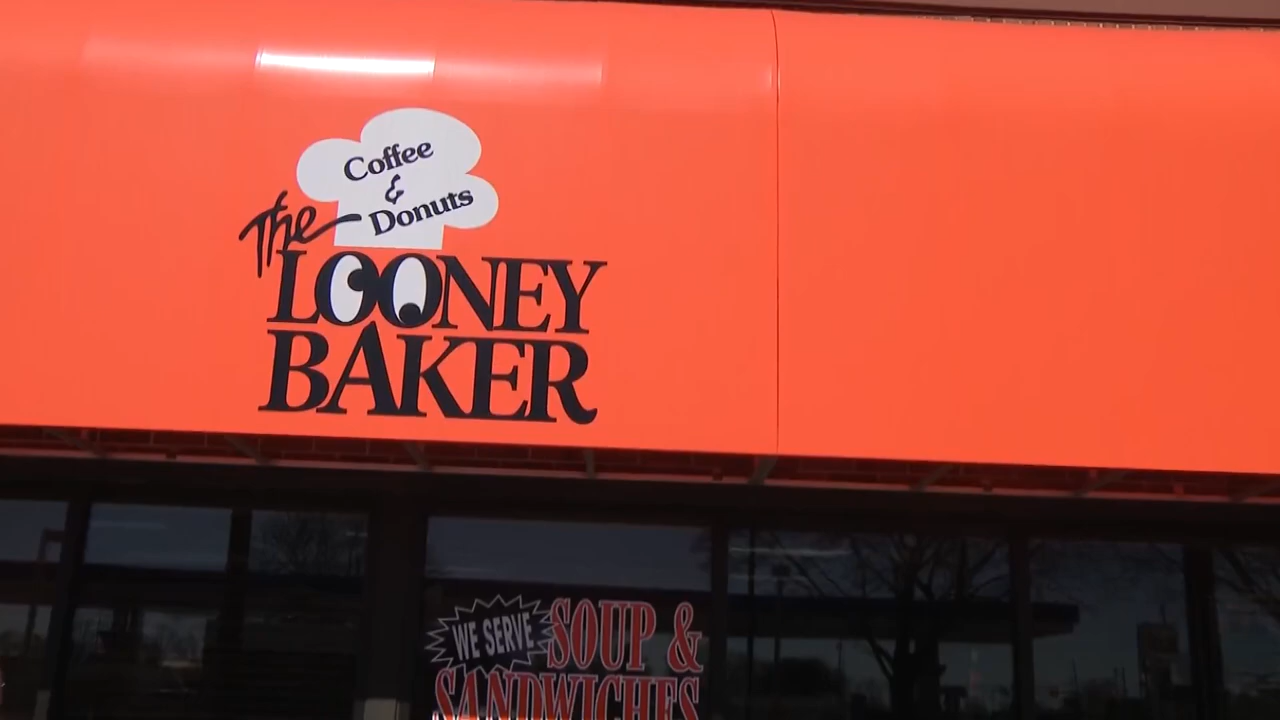 Coffee
&
Donuts
The
LOONEY
BAKER
WE SERVE
SOUP &
SANDWICHES